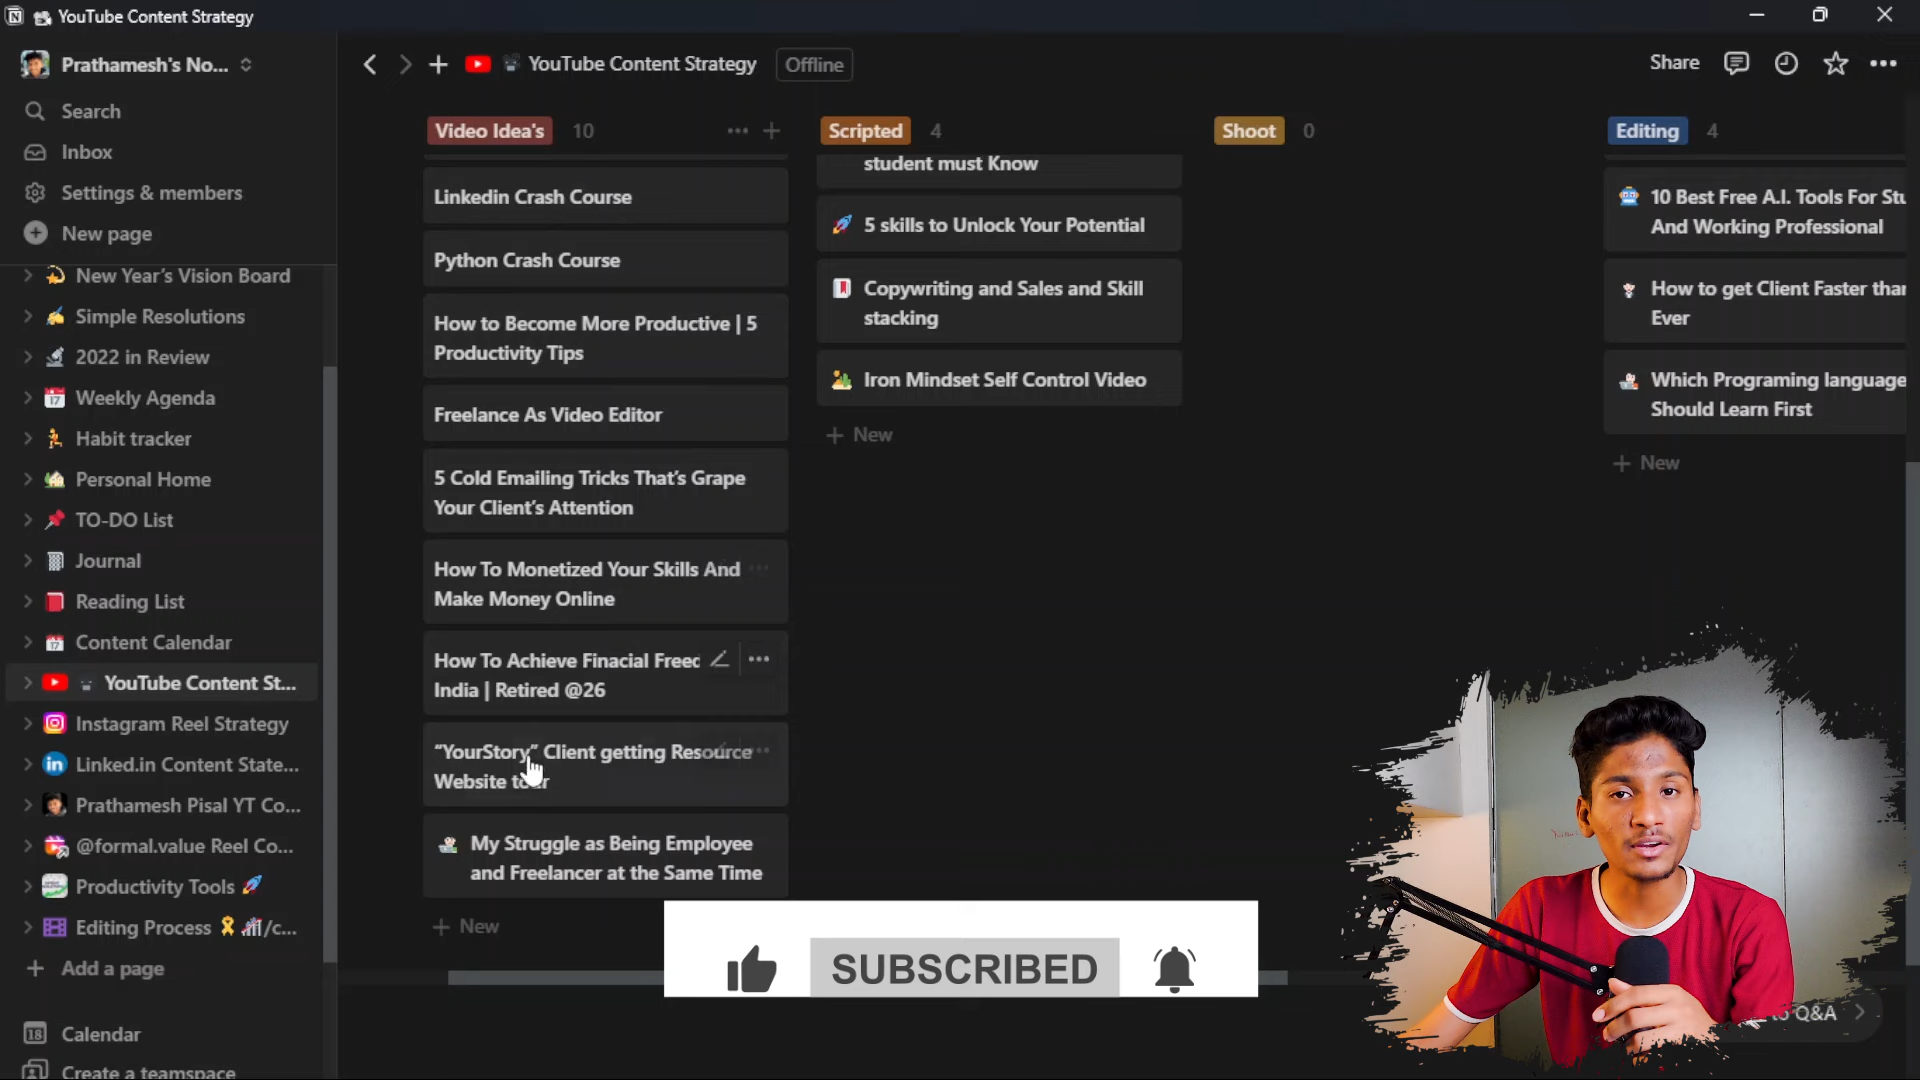 YouTube Content Strategy
Prathamesh's No...
YouTube Content Strategy
Offline
Share
Search
Inbox
Settings & members
New page
New Year's Vision Board
Simple Resolutions
2022 in Review
Weekly Agenda
Habit tracker
Personal Home
TO-DO List
Journal
Reading List
Content Calendar
YouTube Content St...
Instagram Reel Strategy
Linked.in Content State...
Prathamesh Pisal YT Co...
@formal.value Reel Co...
Productivity Tools
Editing Process /c...
Add a page
Calendar
Create a teamspace
Video Idea's 10
Linkedin Crash Course
Python Crash Course
How to Become More Productive | 5
Productivity Tips
Freelance As Video Editor
5 Cold Emailing Tricks That's Grape
Your Client's Attention
How To Monetized Your Skills And
Make Money Online
How To Achieve Finacial Freed
India | Retired @26
"YourStory" Client getting Resource
Website tour
My Struggle as Being Employee
and Freelancer at the Same Time
New
Scripted 4
student must Know
5 skills to Unlock Your Potential
Copywriting and Sales and Skill
stacking
Iron Mindset Self Control Video
New
Shoot 0
Editing 4
10 Best Free A.I. Tools For Stu
And Working Professional
How to get Client Faster than
Ever
Which Programing language
Should Learn First
New
SUBSCRIBED
to Q&A